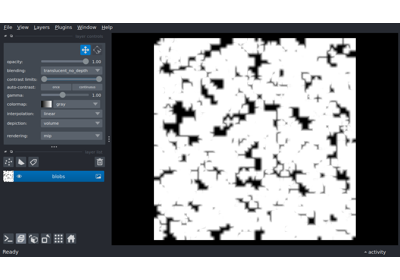 File View Layers Plugins Window Help
opacity: 1.00
blending: translucent_no_depth
contrast limits:
auto-contrast: once continuous
gamma: 1.00
colormap: gray
interpolation: linear
depiction: volume
rendering: mip
blobs
Ready
activity